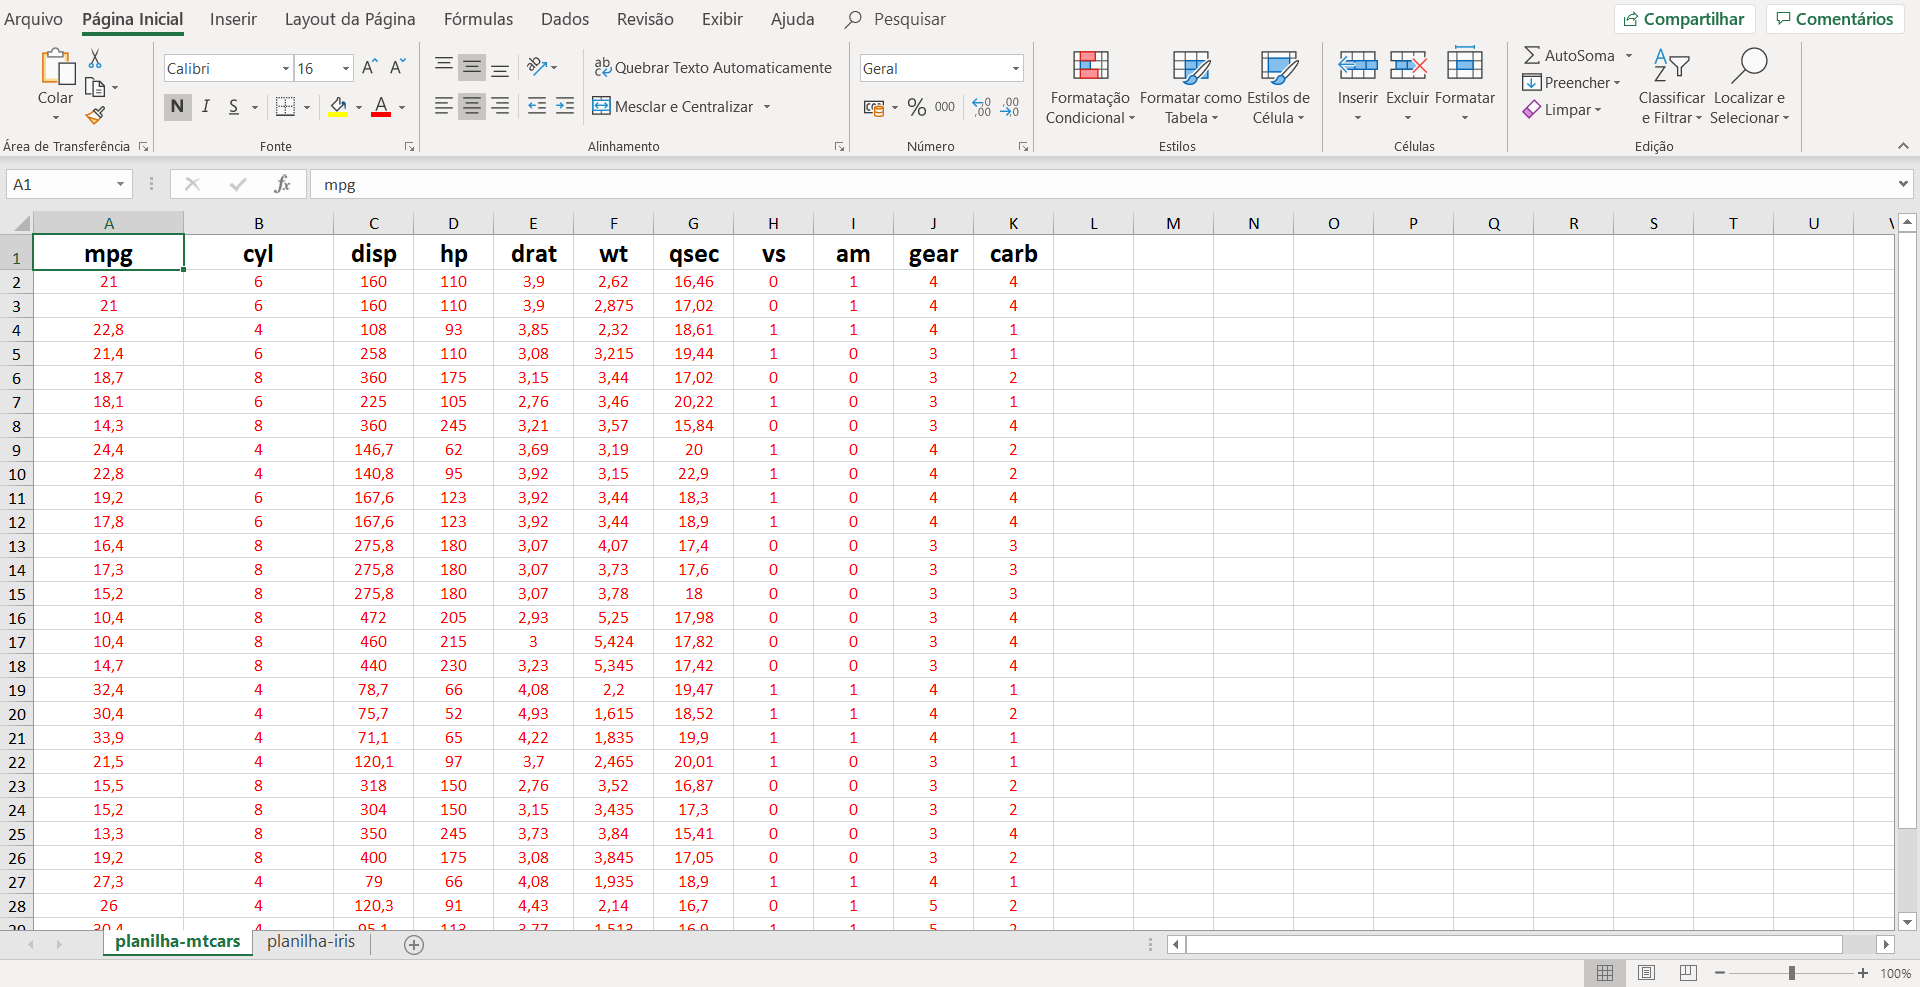 Arquivo Página Inicial Inserir Layout da Página Fórmulas Dados Revisão Exibir Ajuda Pesquisar Compartilhar Comentários
Colar
Área de Transferência
Calibri 16
N I S A
Fonte
Quebrar Texto Automaticamente
Mesclar e Centralizar
Alinhamento
Geral
% 000
Número
Formatação Condicional
Formatar como Tabela
Estilos de Célula
Estilos
Inserir
Excluir
Formatar
Células
AutoSoma
Preencher
Limpar
Classificar e Filtrar
Localizar e Selecionar
Edição
A1 fx mpg
A B C D E F G H I J K L M N O P Q R S T U
1 mpg cyl disp hp drat wt qsec vs am gear carb
2 21 6 160 110 3,9 2,62 16,46 0 1 4 4
3 21 6 160 110 3,9 2,875 17,02 0 1 4 4
4 22,8 4 108 93 3,85 2,32 18,61 1 1 4 1
5 21,4 6 258 110 3,08 3,215 19,44 1 0 3 1
6 18,7 8 360 175 3,15 3,44 17,02 0 0 3 2
7 18,1 6 225 105 2,76 3,46 20,22 1 0 3 1
8 14,3 8 360 245 3,21 3,57 15,84 0 0 3 4
9 24,4 4 146,7 62 3,69 3,19 20 1 0 4 2
10 22,8 4 140,8 95 3,92 3,15 22,9 1 0 4 2
11 19,2 6 167,6 123 3,92 3,44 18,3 1 0 4 4
12 17,8 6 167,6 123 3,92 3,44 18,9 1 0 4 4
13 16,4 8 275,8 180 3,07 4,07 17,4 0 0 3 3
14 17,3 8 275,8 180 3,07 3,73 17,6 0 0 3 3
15 15,2 8 275,8 180 3,07 3,78 18 0 0 3 3
16 10,4 8 472 205 2,93 5,25 17,98 0 0 3 4
17 10,4 8 460 215 3 5,424 17,82 0 0 3 4
18 14,7 8 440 230 3,23 5,345 17,42 0 0 3 4
19 32,4 4 78,7 66 4,08 2,2 19,47 1 1 4 1
20 30,4 4 75,7 52 4,93 1,615 18,52 1 1 4 2
21 33,9 4 71,1 65 4,22 1,835 19,9 1 1 4 1
22 21,5 4 120,1 97 3,7 2,465 20,01 1 0 3 1
23 15,5 8 318 150 2,76 3,52 16,87 0 0 3 2
24 15,2 8 304 150 3,15 3,435 17,3 0 0 3 2
25 13,3 8 350 245 3,73 3,84 15,41 0 0 3 4
26 19,2 8 400 175 3,08 3,845 17,05 0 0 3 2
27 27,3 4 79 66 4,08 1,935 18,9 1 1 4 1
28 26 4 120,3 91 4,43 2,14 16,7 0 1 5 2
29 30,4 4 95,1 113 3,77 1,513 16,9 1 1 5 2
planilha-mtcars planilha-iris
100%